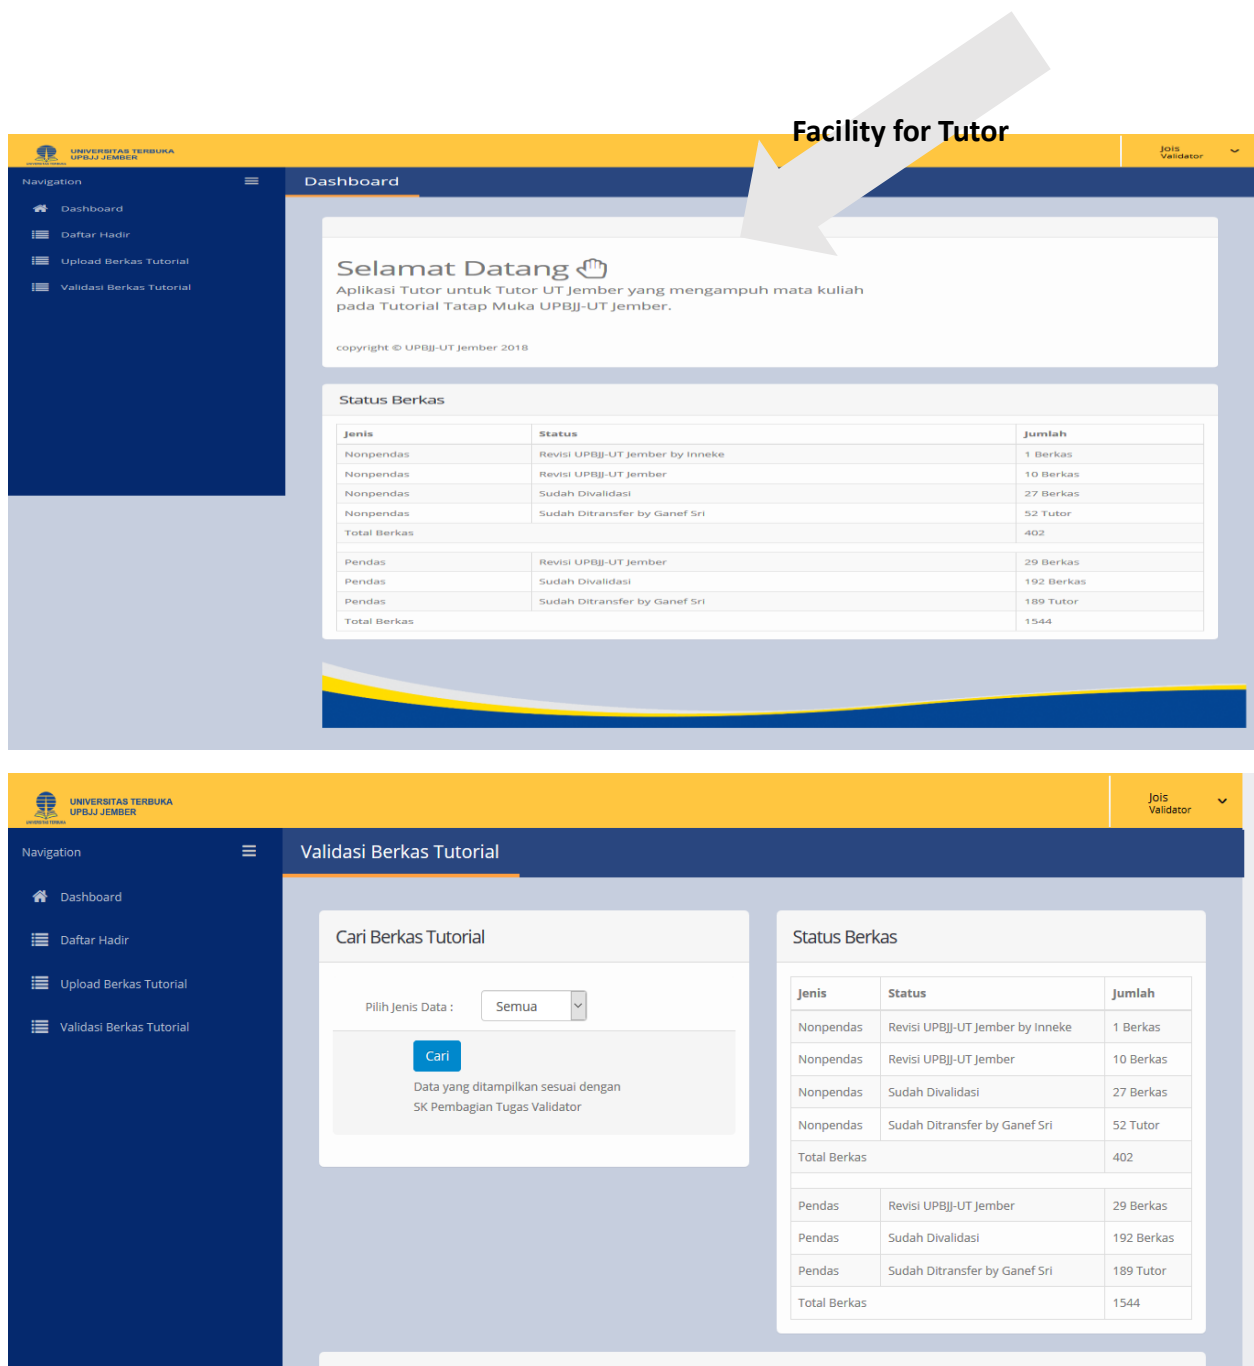 Facility for Tutor
UNIVERSITAS TERBUKA
UPBJJ JEMBER
Jois
Validator
Navigation
Dashboard
Dashboard
Daftar Hadir
Upload Berkas Tutorial
Validasi Berkas Tutorial
Selamat Datang
Aplikasi Tutor untuk Tutor UT Jember yang mengampuh mata kuliah
pada Tutorial Tatap Muka UPBJJ-UT Jember.
copyright © UPBJJ-UT Jember 2018
Status Berkas
Jenis Status Jumlah
Nonpendas Revisi UPBJJ-UT Jember by Inneke 1 Berkas
Nonpendas Revisi UPBJJ-UT Jember 10 Berkas
Nonpendas Sudah Divalidasi 27 Berkas
Nonpendas Sudah Ditransfer by Ganef Sri 52 Tutor
Total Berkas 402
Pendas Revisi UPBJJ-UT Jember 29 Berkas
Pendas Sudah Divalidasi 192 Berkas
Pendas Sudah Ditransfer by Ganef Sri 189 Tutor
Total Berkas 1544
UNIVERSITAS TERBUKA
UPBJJ JEMBER
Jois
Validator
Navigation
Validasi Berkas Tutorial
Dashboard
Daftar Hadir
Upload Berkas Tutorial
Validasi Berkas Tutorial
Cari Berkas Tutorial
Pilih Jenis Data : Semua
Cari
Data yang ditampilkan sesuai dengan
SK Pembagian Tugas Validator
Status Berkas
Jenis Status Jumlah
Nonpendas Revisi UPBJJ-UT Jember by Inneke 1 Berkas
Nonpendas Revisi UPBJJ-UT Jember 10 Berkas
Nonpendas Sudah Divalidasi 27 Berkas
Nonpendas Sudah Ditransfer by Ganef Sri 52 Tutor
Total Berkas 402
Pendas Revisi UPBJJ-UT Jember 29 Berkas
Pendas Sudah Divalidasi 192 Berkas
Pendas Sudah Ditransfer by Ganef Sri 189 Tutor
Total Berkas 1544